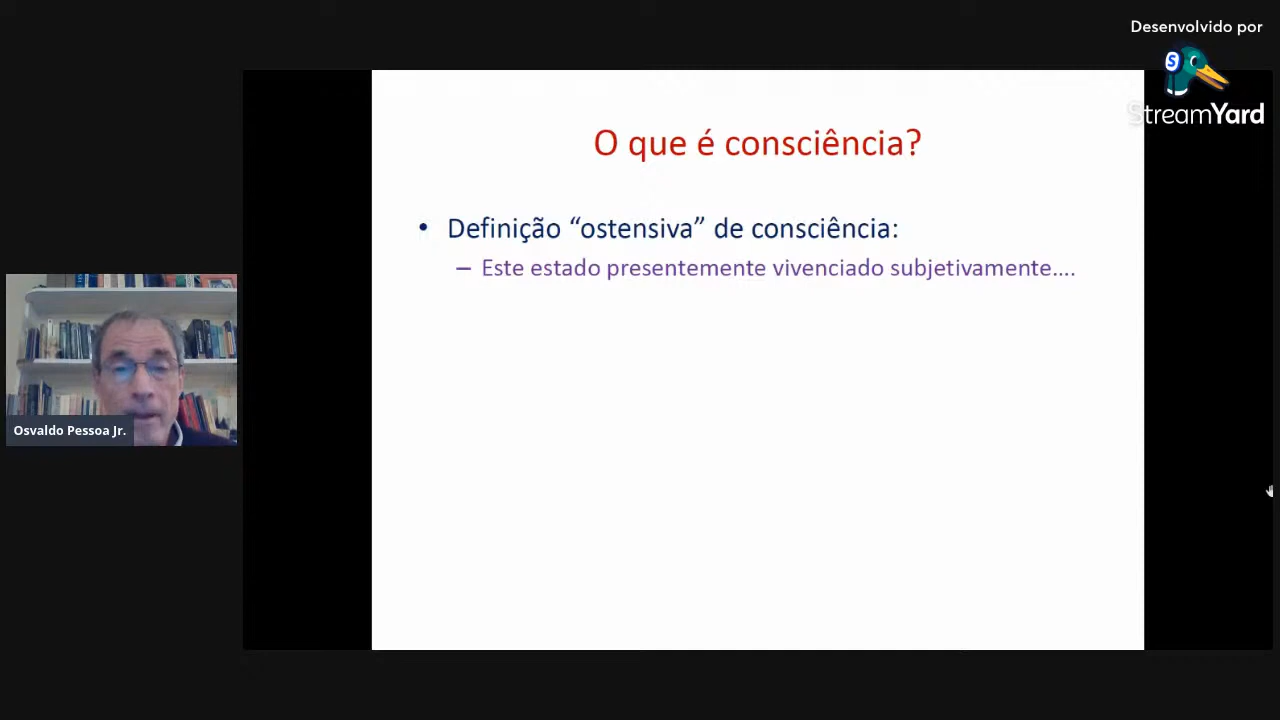 Desenvolvido por
S
StreamYard
O que é consciência?
• Definição “ostensiva” de consciência:
– Este estado presentemente vivenciado subjetivamente....
Osvaldo Pessoa Jr.